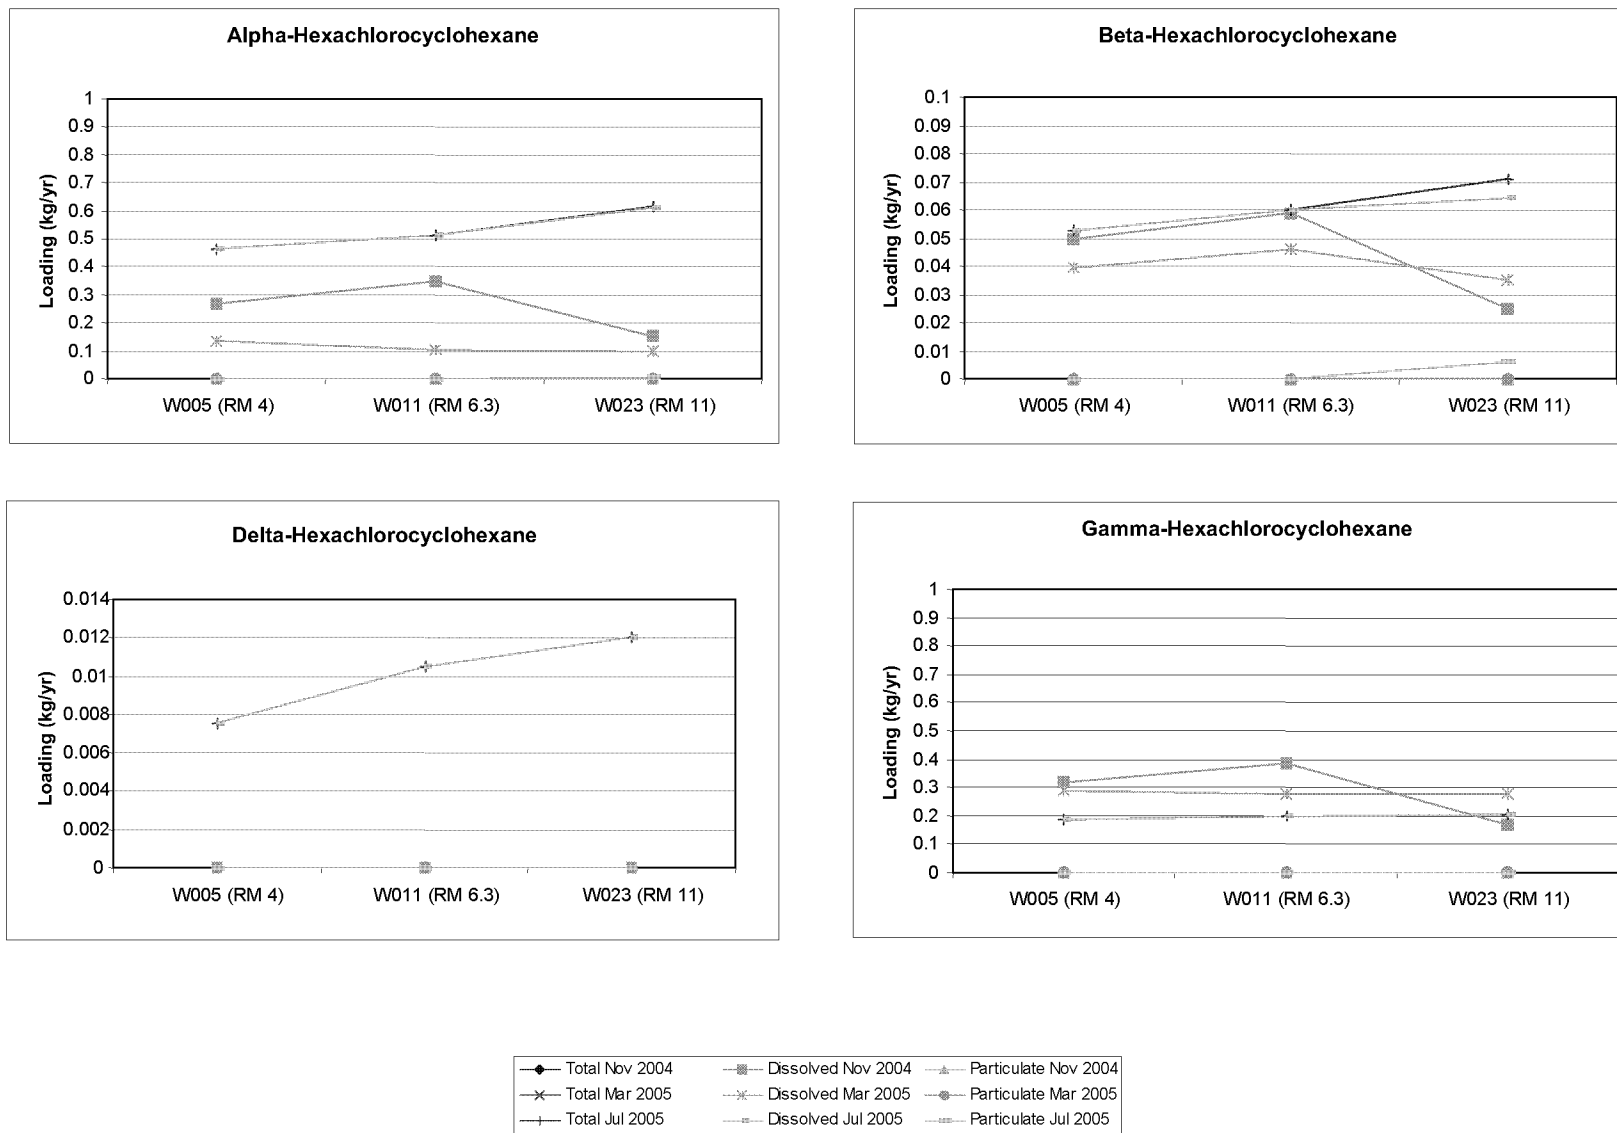 Alpha-Hexachlorocyclohexane
Loading (kg/yr)
1
0.9
0.8
0.7
0.6
0.5
0.4
0.3
0.2
0.1
0
W005 (RM 4) W011 (RM 6.3) W023 (RM 11)
Beta-Hexachlorocyclohexane
Loading (kg/yr)
0.1
0.09
0.08
0.07
0.06
0.05
0.04
0.03
0.02
0.01
0
W005 (RM 4) W011 (RM 6.3) W023 (RM 11)
Delta-Hexachlorocyclohexane
Loading (kg/yr)
0.014
0.012
0.01
0.008
0.006
0.004
0.002
0
W005 (RM 4) W011 (RM 6.3) W023 (RM 11)
Gamma-Hexachlorocyclohexane
Loading (kg/yr)
1
0.9
0.8
0.7
0.6
0.5
0.4
0.3
0.2
0.1
0
W005 (RM 4) W011 (RM 6.3) W023 (RM 11)
Total Nov 2004 Dissolved Nov 2004 Particulate Nov 2004
Total Mar 2005 Dissolved Mar 2005 Particulate Mar 2005
Total Jul 2005 Dissolved Jul 2005 Particulate Jul 2005